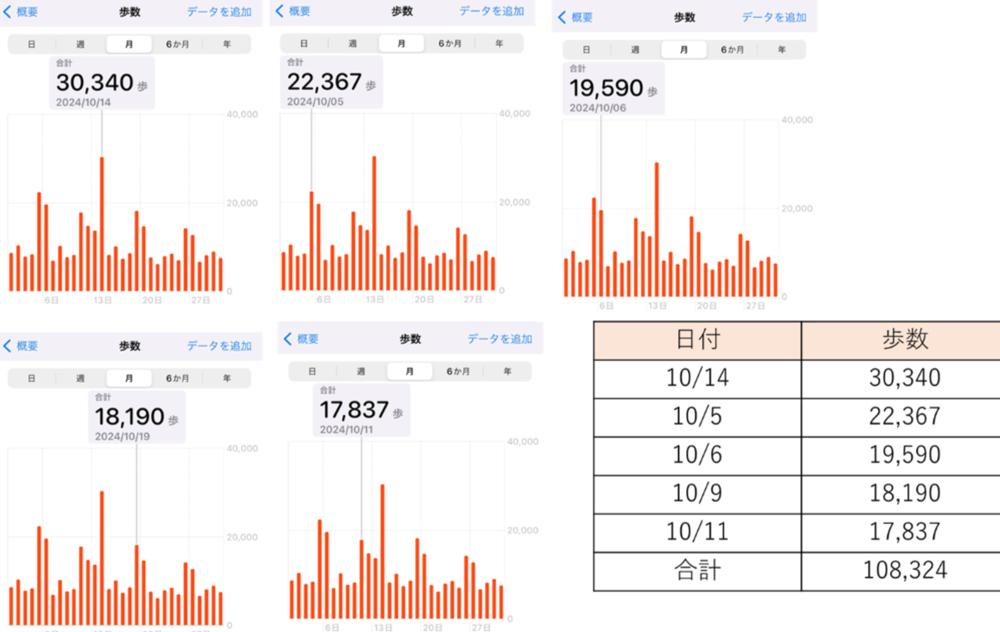 概要 歩数 データを追加
日 週 月 6か月 年
合計
30,340 歩
2024/10/14
40,000
20,000
0
6日 13日 20日 27日
概要 歩数 データを追加
日 週 月 6か月 年
合計
22,367 歩
2024/10/05
40,000
20,000
0
6日 13日 20日 27日
概要 歩数 データを追加
日 週 月 6か月 年
合計
19,590 歩
2024/10/06
40,000
20,000
0
6日 13日 20日 27日
概要 歩数 データを追加
日 週 月 6か月 年
合計
18,190 歩
2024/10/19
40,000
20,000
0
概要 歩数 データを追加
日 週 月 6か月 年
合計
17,837 歩
2024/10/11
40,000
20,000
0
6日 13日 20日 27日
日付 歩数
10/14 30,340
10/5 22,367
10/6 19,590
10/9 18,190
10/11 17,837
合計 108,324